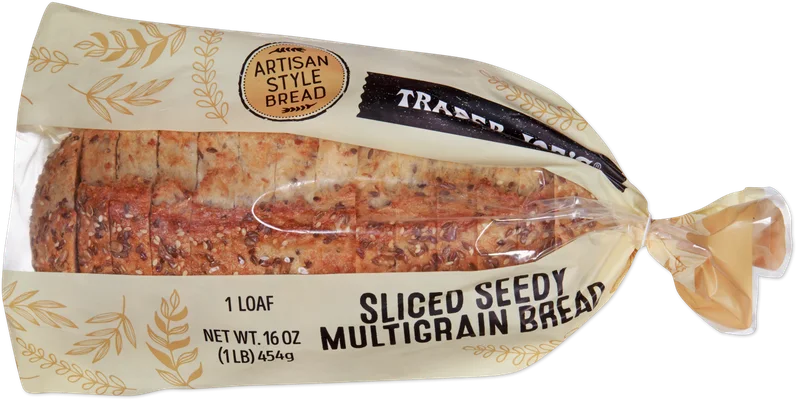 ARTISAN
STYLE
BREAD
TRADER JOE'S®
1 LOAF
NET WT. 16 OZ
(1 LB) 454g
SLICED SEEDY
MULTIGRAIN BREAD